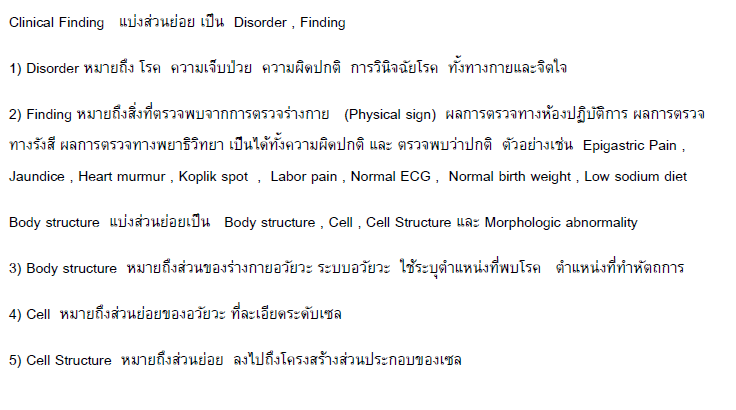 Clinical Finding แบ่งส่วนย่อย เป็น Disorder , Finding
1) Disorder หมายถึง โรค ความเจ็บป่วย ความผิดปกติ การวินิจฉัยโรค ทั้งทางกายและจิตใจ
2) Finding หมายถึงสิ่งที่ตรวจพบจากการตรวจร่างกาย (Physical sign) ผลการตรวจทางห้องปฏิบัติการ ผลการตรวจ
ทางรังสี ผลการตรวจทางพยาธิวิทยา เป็นได้ทั้งความผิดปกติ และ ตรวจพบว่าปกติ ตัวอย่างเช่น Epigastric Pain ,
Jaundice , Heart murmur , Koplik spot , Labor pain , Normal ECG , Normal birth weight , Low sodium diet
Body structure แบ่งส่วนย่อยเป็น Body structure , Cell , Cell Structure และ Morphologic abnormality
3) Body structure หมายถึงส่วนของร่างกายอวัยวะ ระบบอวัยวะ ใช้ระบุตำแหน่งที่พบโรค ตำแหน่งที่ทำหัตถการ
4) Cell หมายถึงส่วนย่อยของอวัยวะ ที่ละเอียดระดับเซล
5) Cell Structure หมายถึงส่วนย่อย ลงไปถึงโครงสร้างส่วนประกอบของเซล